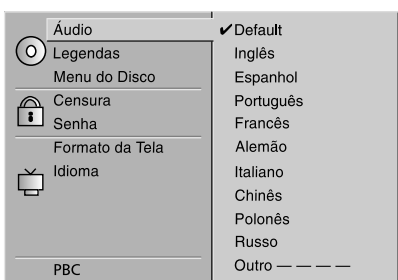 Áudio
Legendas
Menu do Disco
Censura
Senha
Formato da Tela
Idioma
PBC
✔Default
Inglês
Espanhol
Português
Francês
Alemão
Italiano
Chinês
Polonês
Russo
Outro — — — —